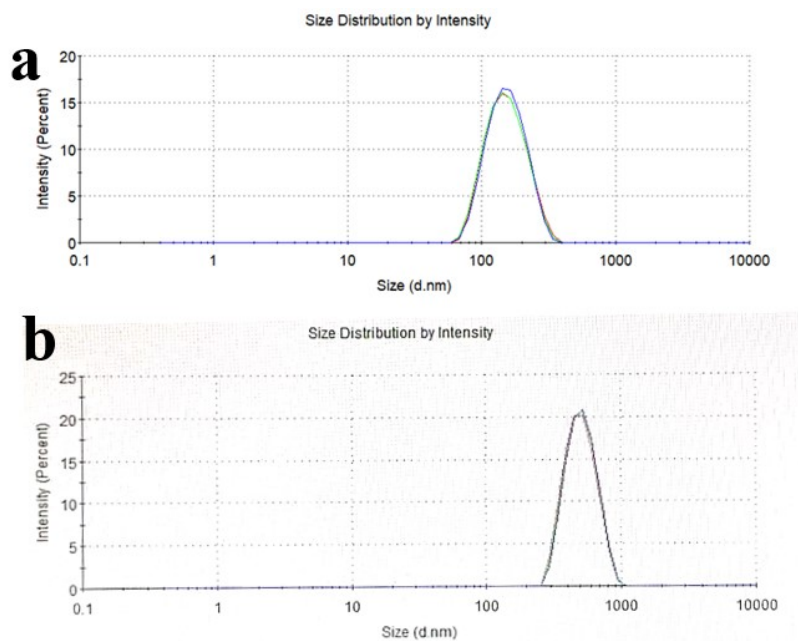 Size Distribution by Intensity
a
20
15
10
5
0
Intensity (Percent)
0.1 1 10 100 1000 10000
Size (d.nm)
b
Size Distribution by Intensity
25
20
15
10
5
0
Intensity (Percent)
0.1 1 10 100 1000 10000
Size (d.nm)